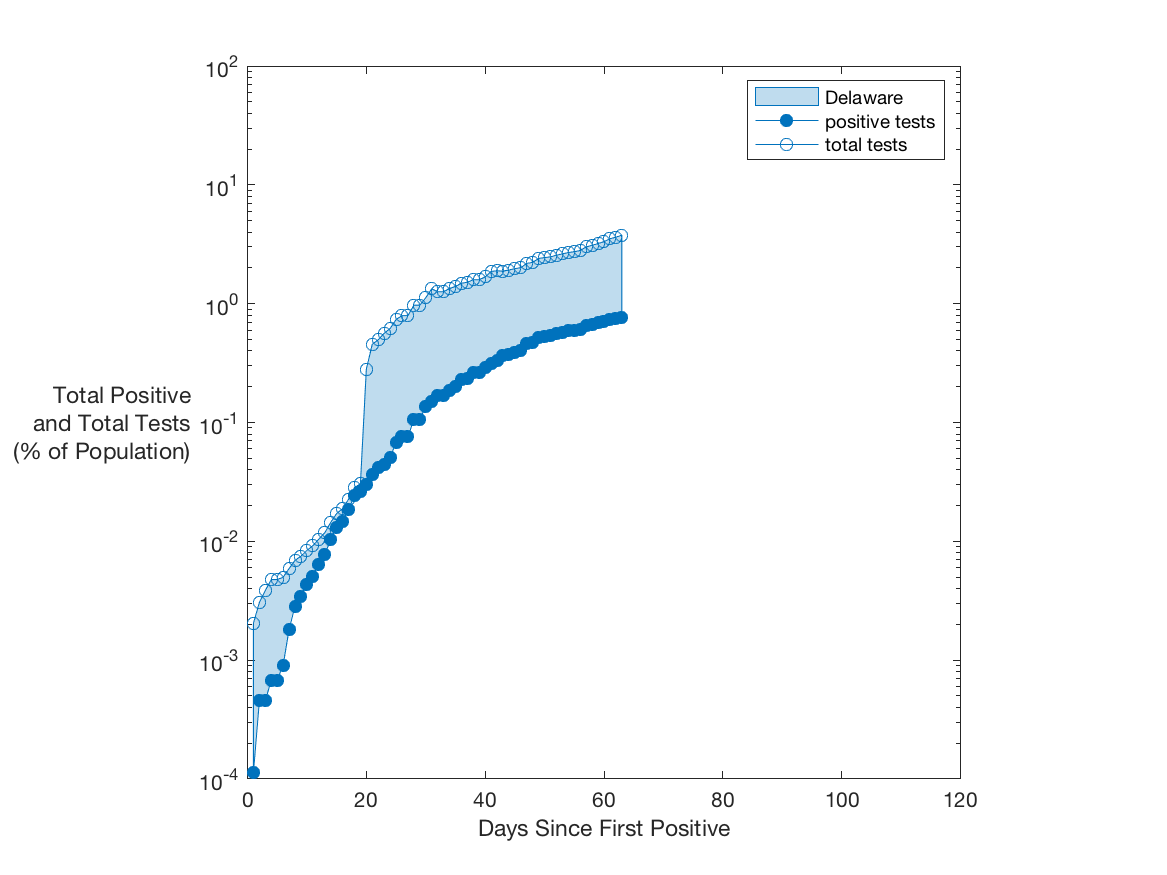 10^2
10^1
10^0
10^-1
10^-2
10^-3
10^-4
Total Positive
and Total Tests
(% of Population)
Delaware
positive tests
total tests
0 20 40 60 80 100 120
Days Since First Positive